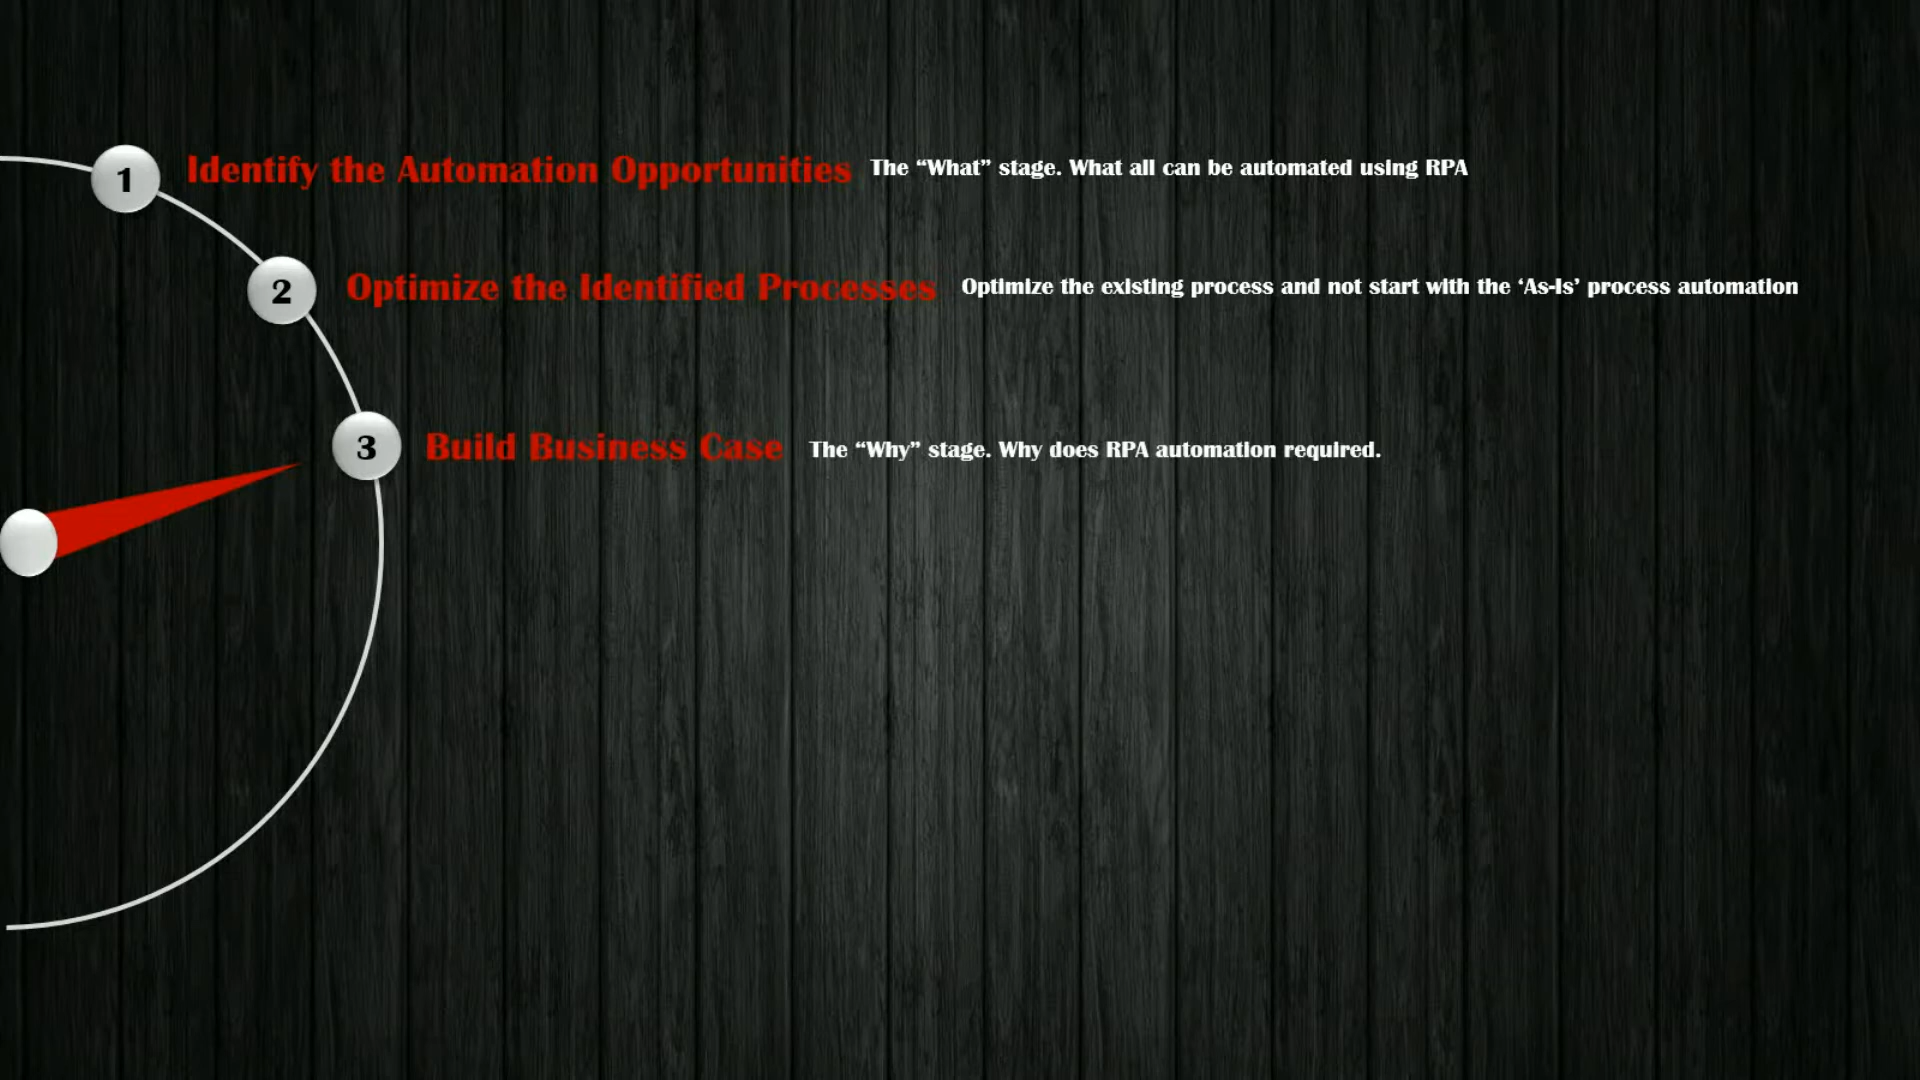 1 Identify the Automation Opportunities The “What” stage. What all can be automated using RPA
2 Optimize the Identified Processes Optimize the existing process and not start with the ‘As-Is’ process automation
3 Build Business Case The “Why” stage. Why does RPA automation required.